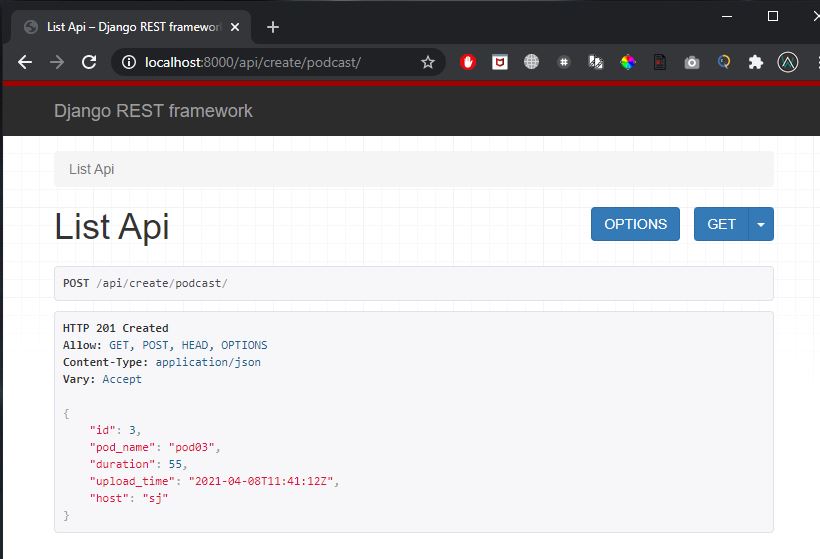 List Api – Django REST framework
localhost:8000/api/create/podcast/
Django REST framework
List Api
List Api
OPTIONS
GET
POST /api/create/podcast/
HTTP 201 Created
Allow: GET, POST, HEAD, OPTIONS
Content-Type: application/json
Vary: Accept
{
"id": 3,
"pod_name": "pod03",
"duration": 55,
"upload_time": "2021-04-08T11:41:12Z",
"host": "sj"
}